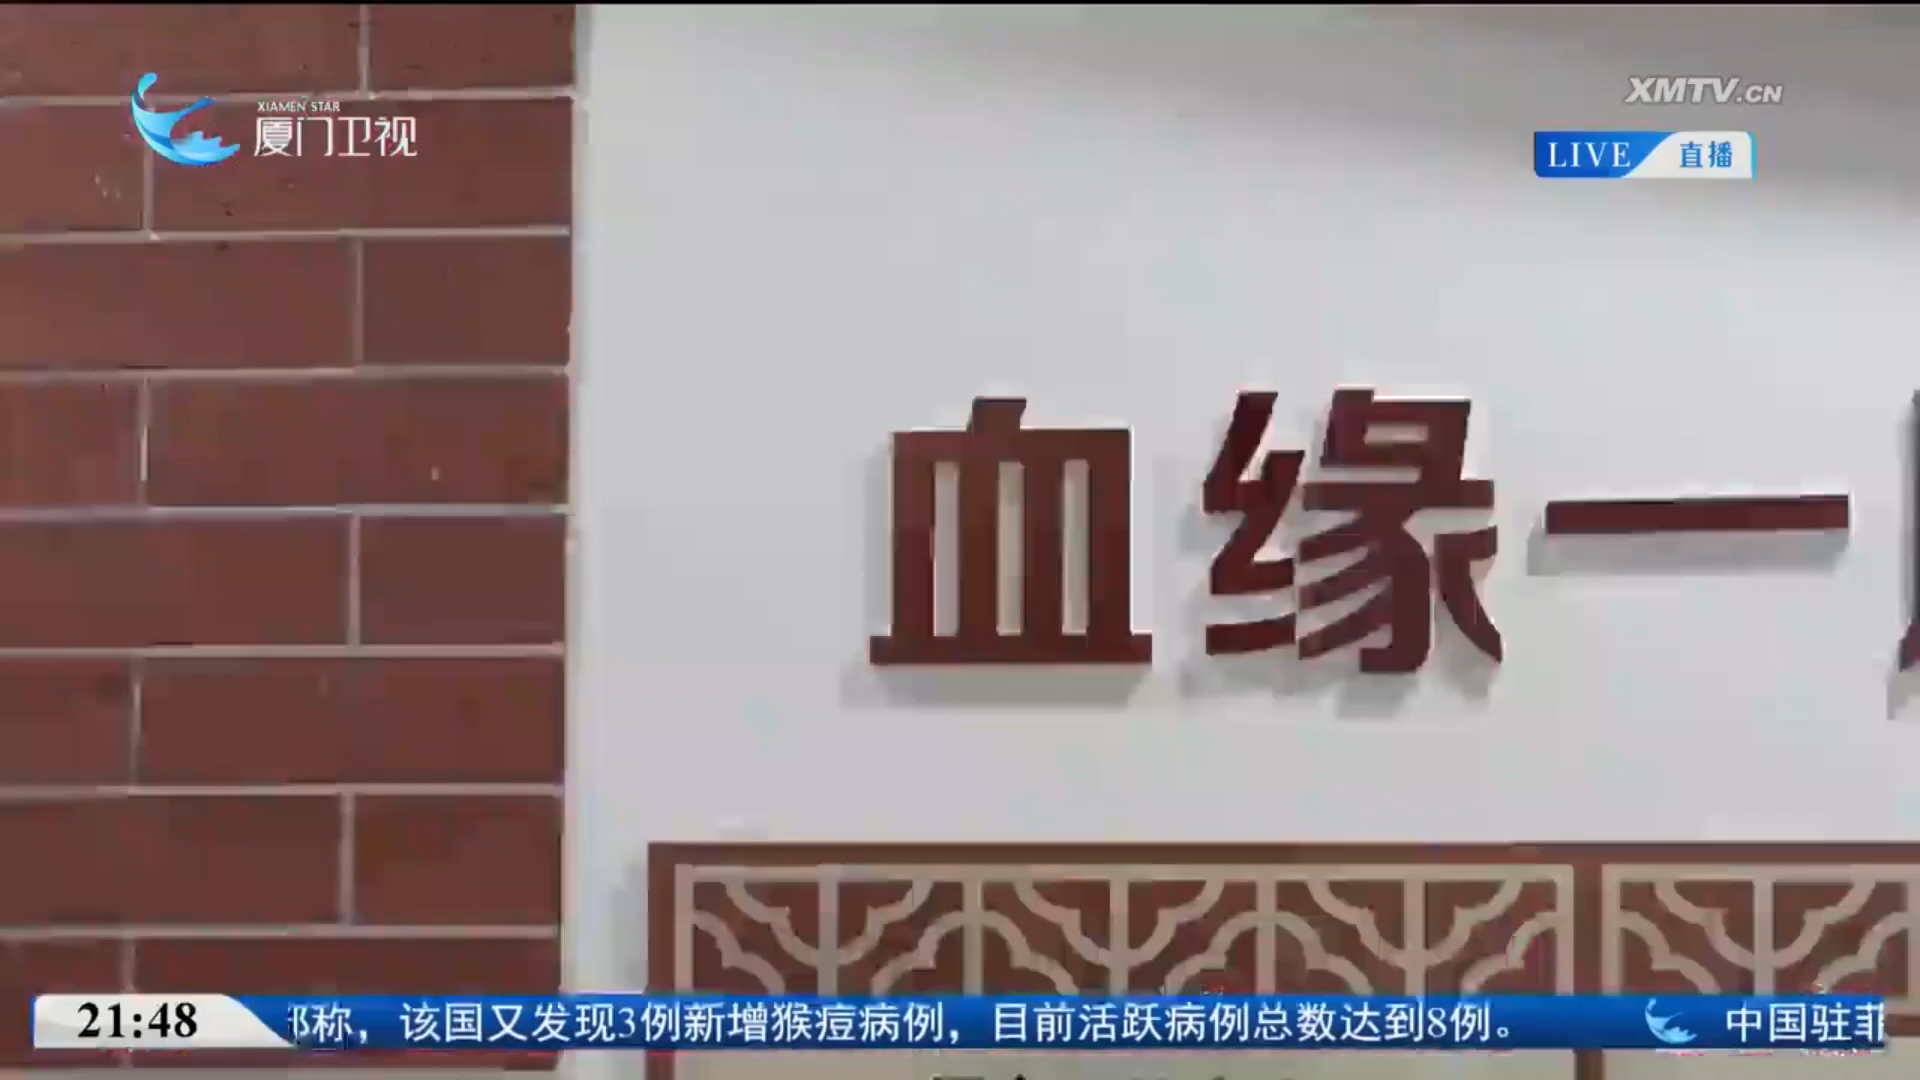 XIAMEN STAR
厦门卫视
XMTV.CN
LIVE 直播
血缘一
21:48
称，该国又发现3例新增猴痘病例，目前活跃病例总数达到8例。 中国驻菲